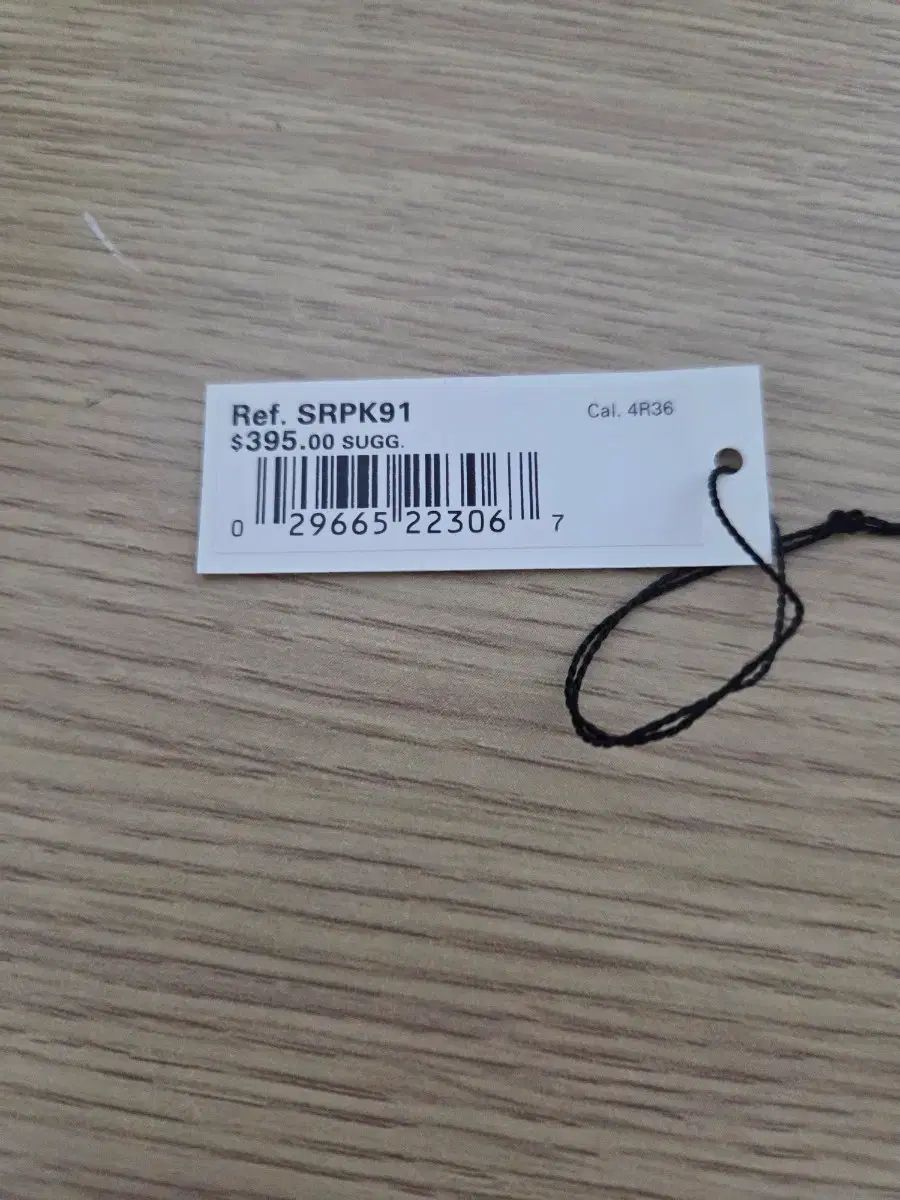 Ref. SRPK91
Cal. 4R36
$395.00 SUGG.
0 29665 22306 7